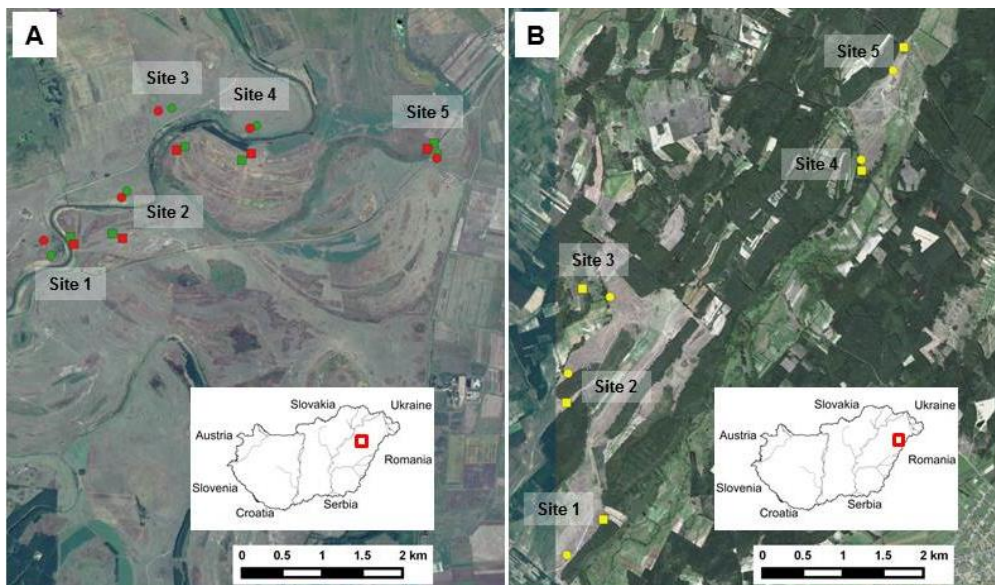 A
Site 3
Site 4
Site 5
Site 2
Site 1
Slovakia
Ukraine
Austria
Romania
Slovenia
Croatia
Serbia
0 0.5 1 1.5 2 km
B
Site 5
Site 4
Site 3
Site 2
Site 1
Slovakia
Ukraine
Austria
Romania
Slovenia
Croatia
Serbia
0 0.5 1 1.5 2 km